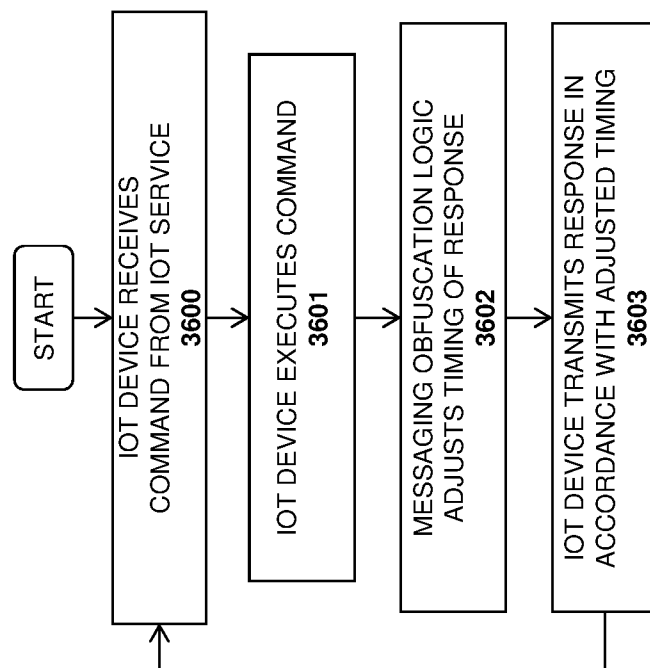 START
IOT DEVICE RECEIVES
COMMAND FROM IOT SERVICE
3600
IOT DEVICE EXECUTES COMMAND
3601
MESSAGING OBFUSCATION LOGIC
ADJUSTS TIMING OF RESPONSE
3602
IOT DEVICE TRANSMITS RESPONSE IN
ACCORDANCE WITH ADJUSTED TIMING
3603